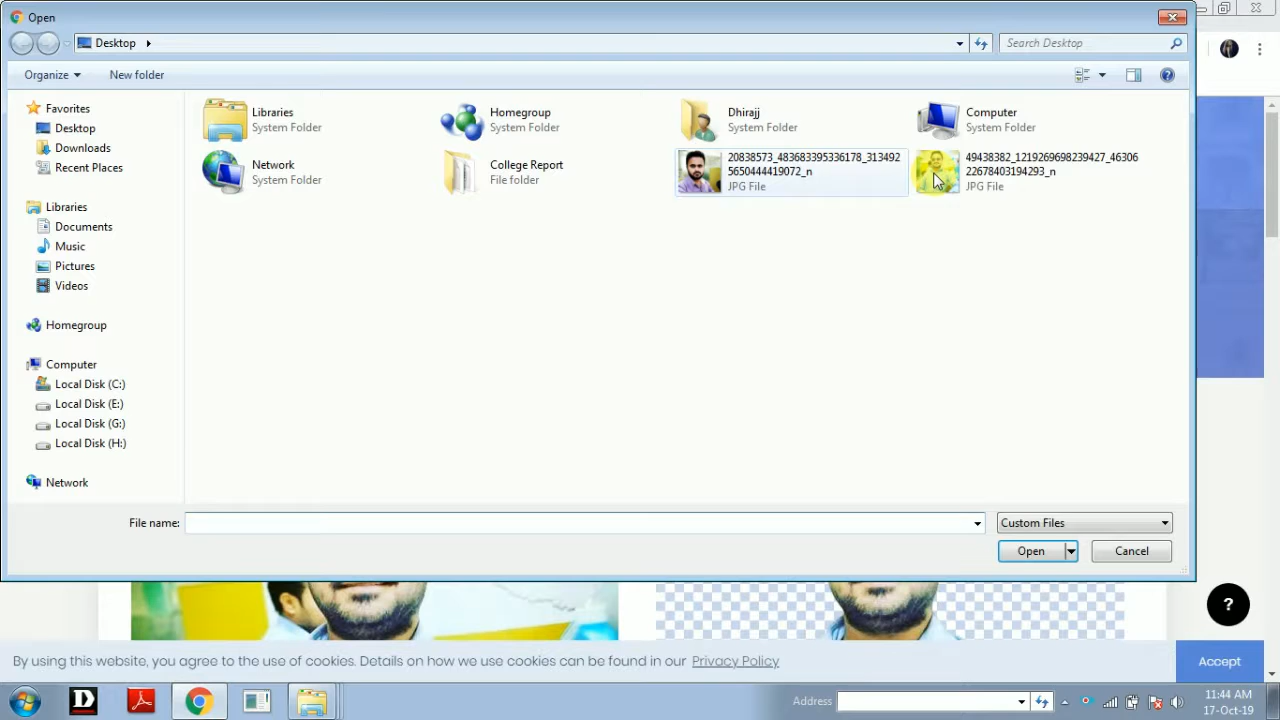 Open
Desktop
Search Desktop
Organize
New folder
Favorites
Desktop
Downloads
Recent Places
Libraries
Documents
Music
Pictures
Videos
Homegroup
Computer
Local Disk (C:)
Local Disk (E:)
Local Disk (G:)
Local Disk (H:)
Network
Libraries
System Folder
Homegroup
System Folder
Dhirajj
System Folder
Computer
System Folder
Network
System Folder
College Report
File folder
20838573_483683395336178_313492
5650444419072_n
JPG File
49438382_1219269698239427_46306
22678403194293_n
JPG File
File name:
Custom Files
Open
Cancel
?
By using this website, you agree to the use of cookies. Details on how we use cookies can be found in our Privacy Policy
Accept
D
Address
11:44 AM
17-Oct-19